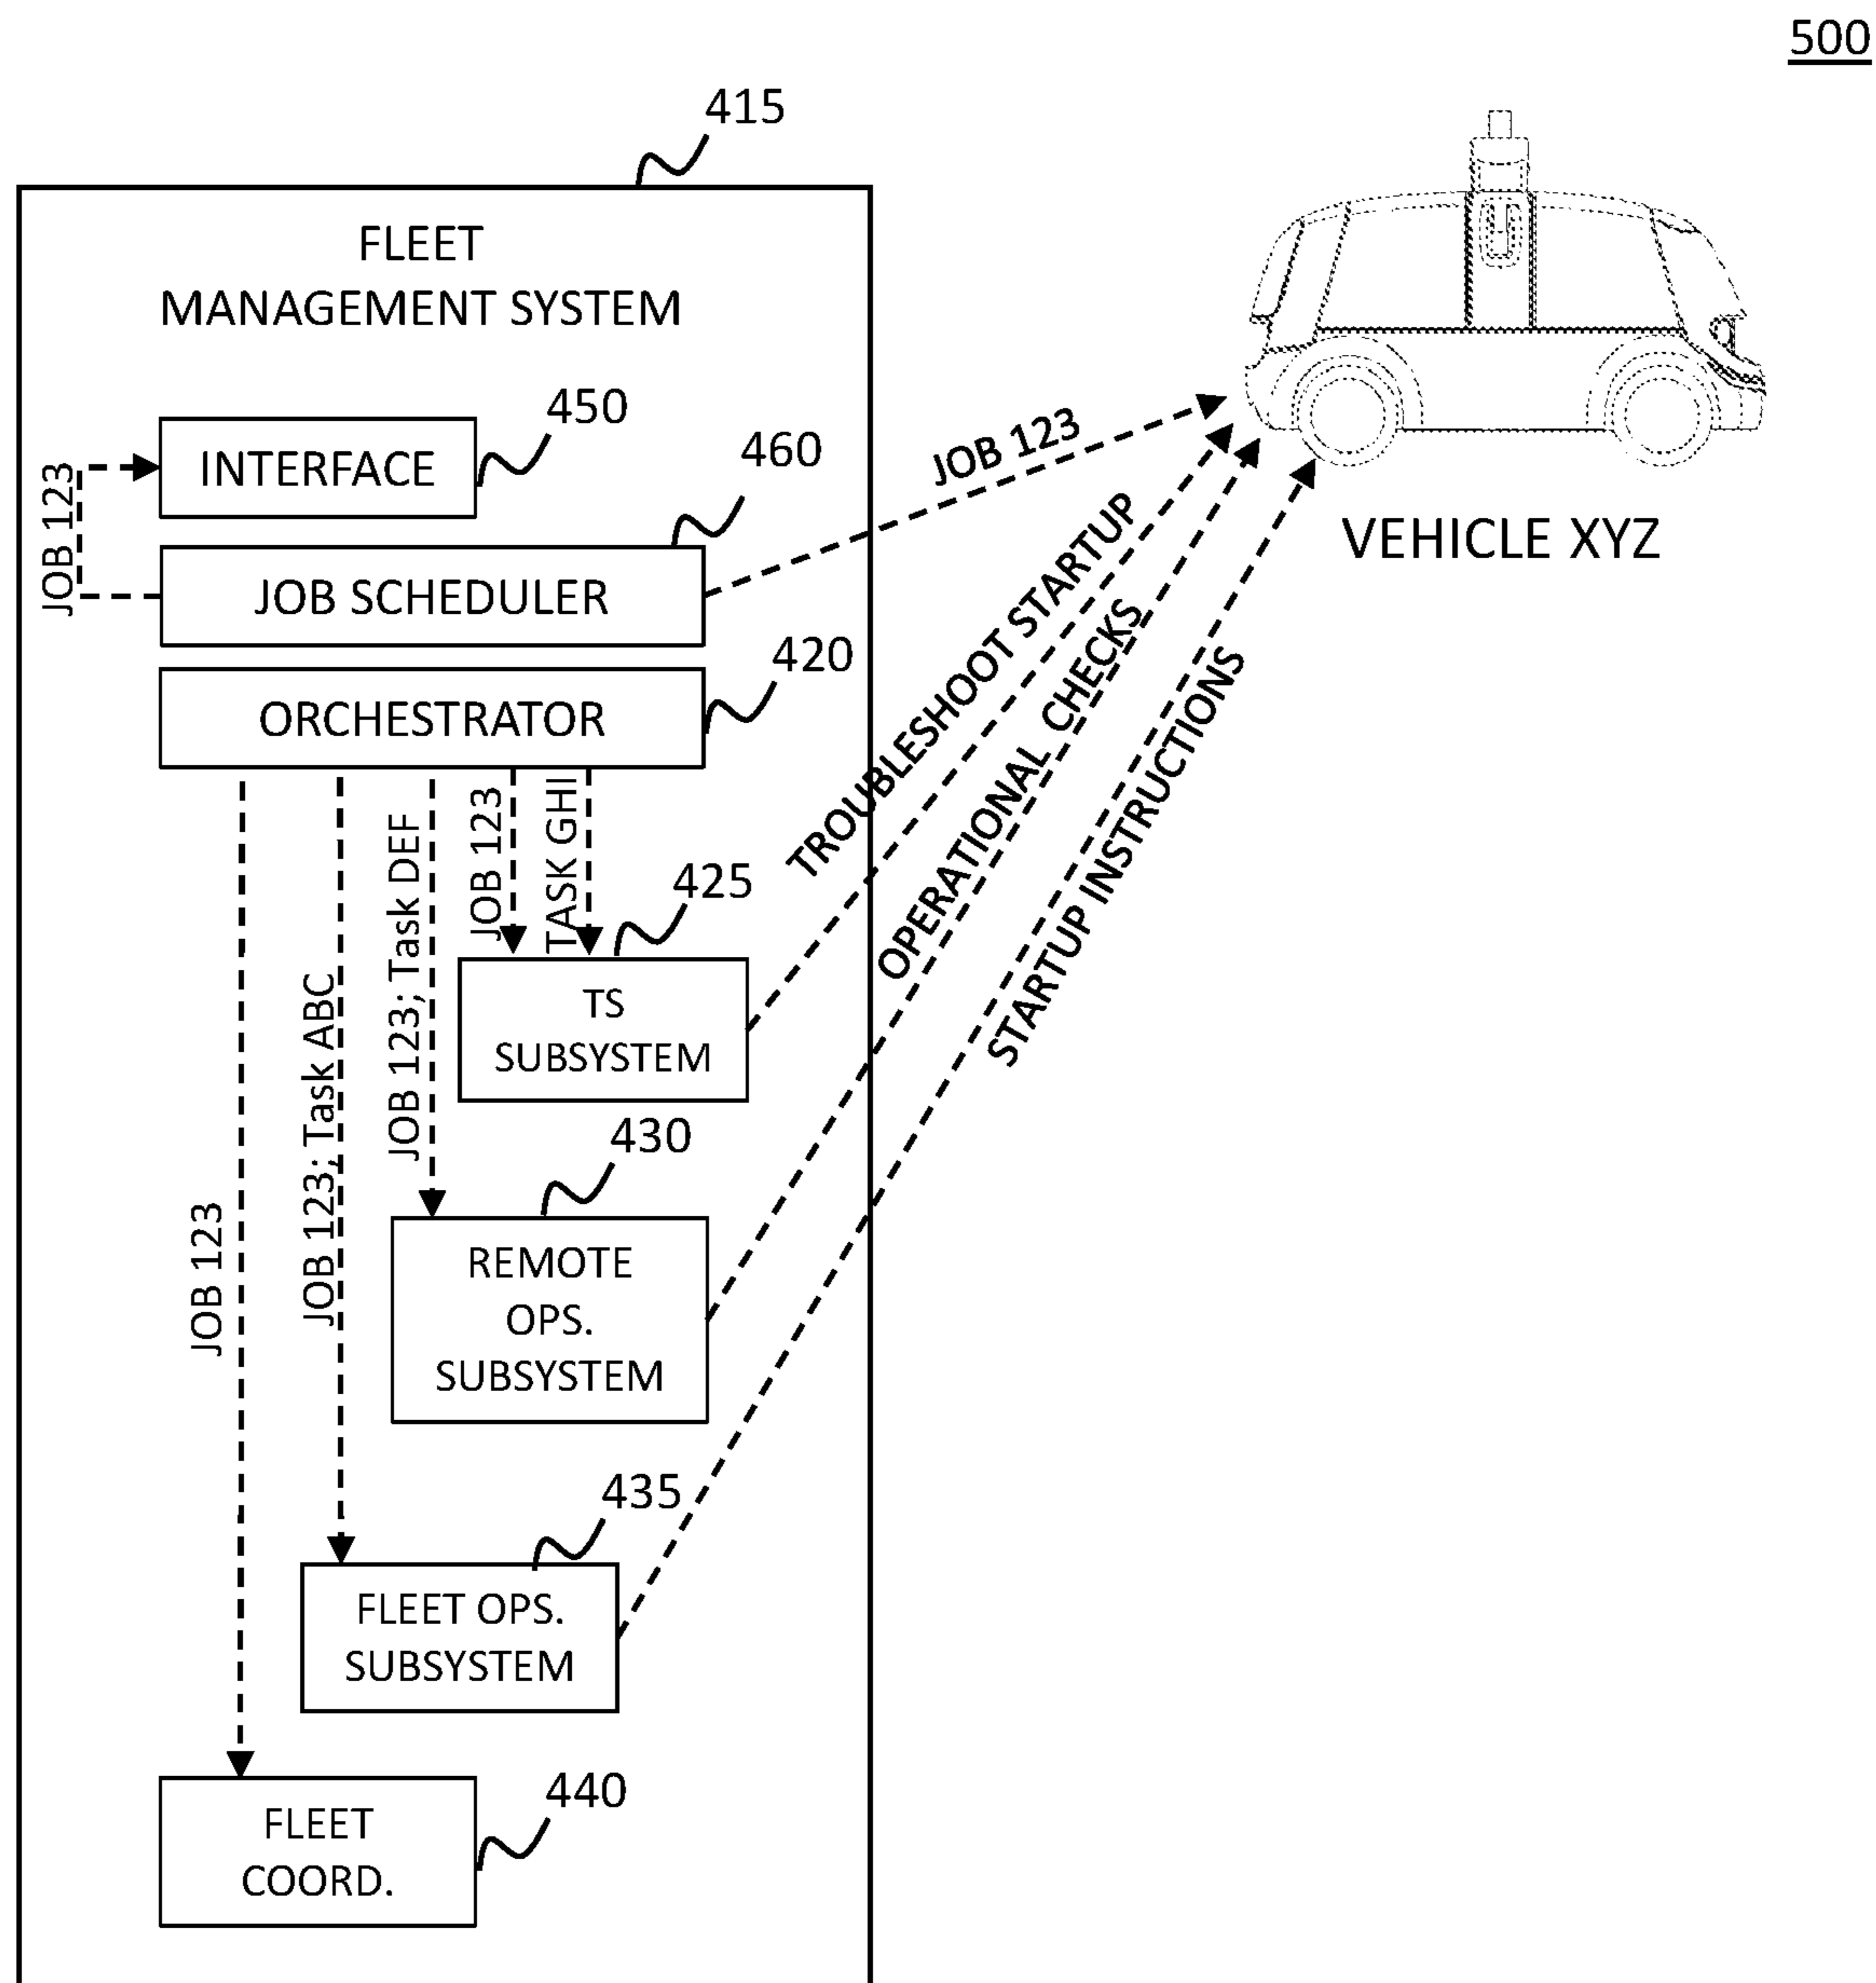 500
415
FLEET
MANAGEMENT SYSTEM
450
INTERFACE
460
JOB 123
JOB 123
JOB SCHEDULER
VEHICLE XYZ
420
ORCHESTRATOR
TROUBLESHOOT STARTUP
OPERATIONAL CHECKS
STARTUP INSTRUCTIONS
JOB 123
JOB 123; Task ABC
JOB 123; Task DEF
JOB 123
TASK GHI
425
TS
SUBSYSTEM
430
REMOTE
OPS.
SUBSYSTEM
435
FLEET OPS.
SUBSYSTEM
440
FLEET
COORD.